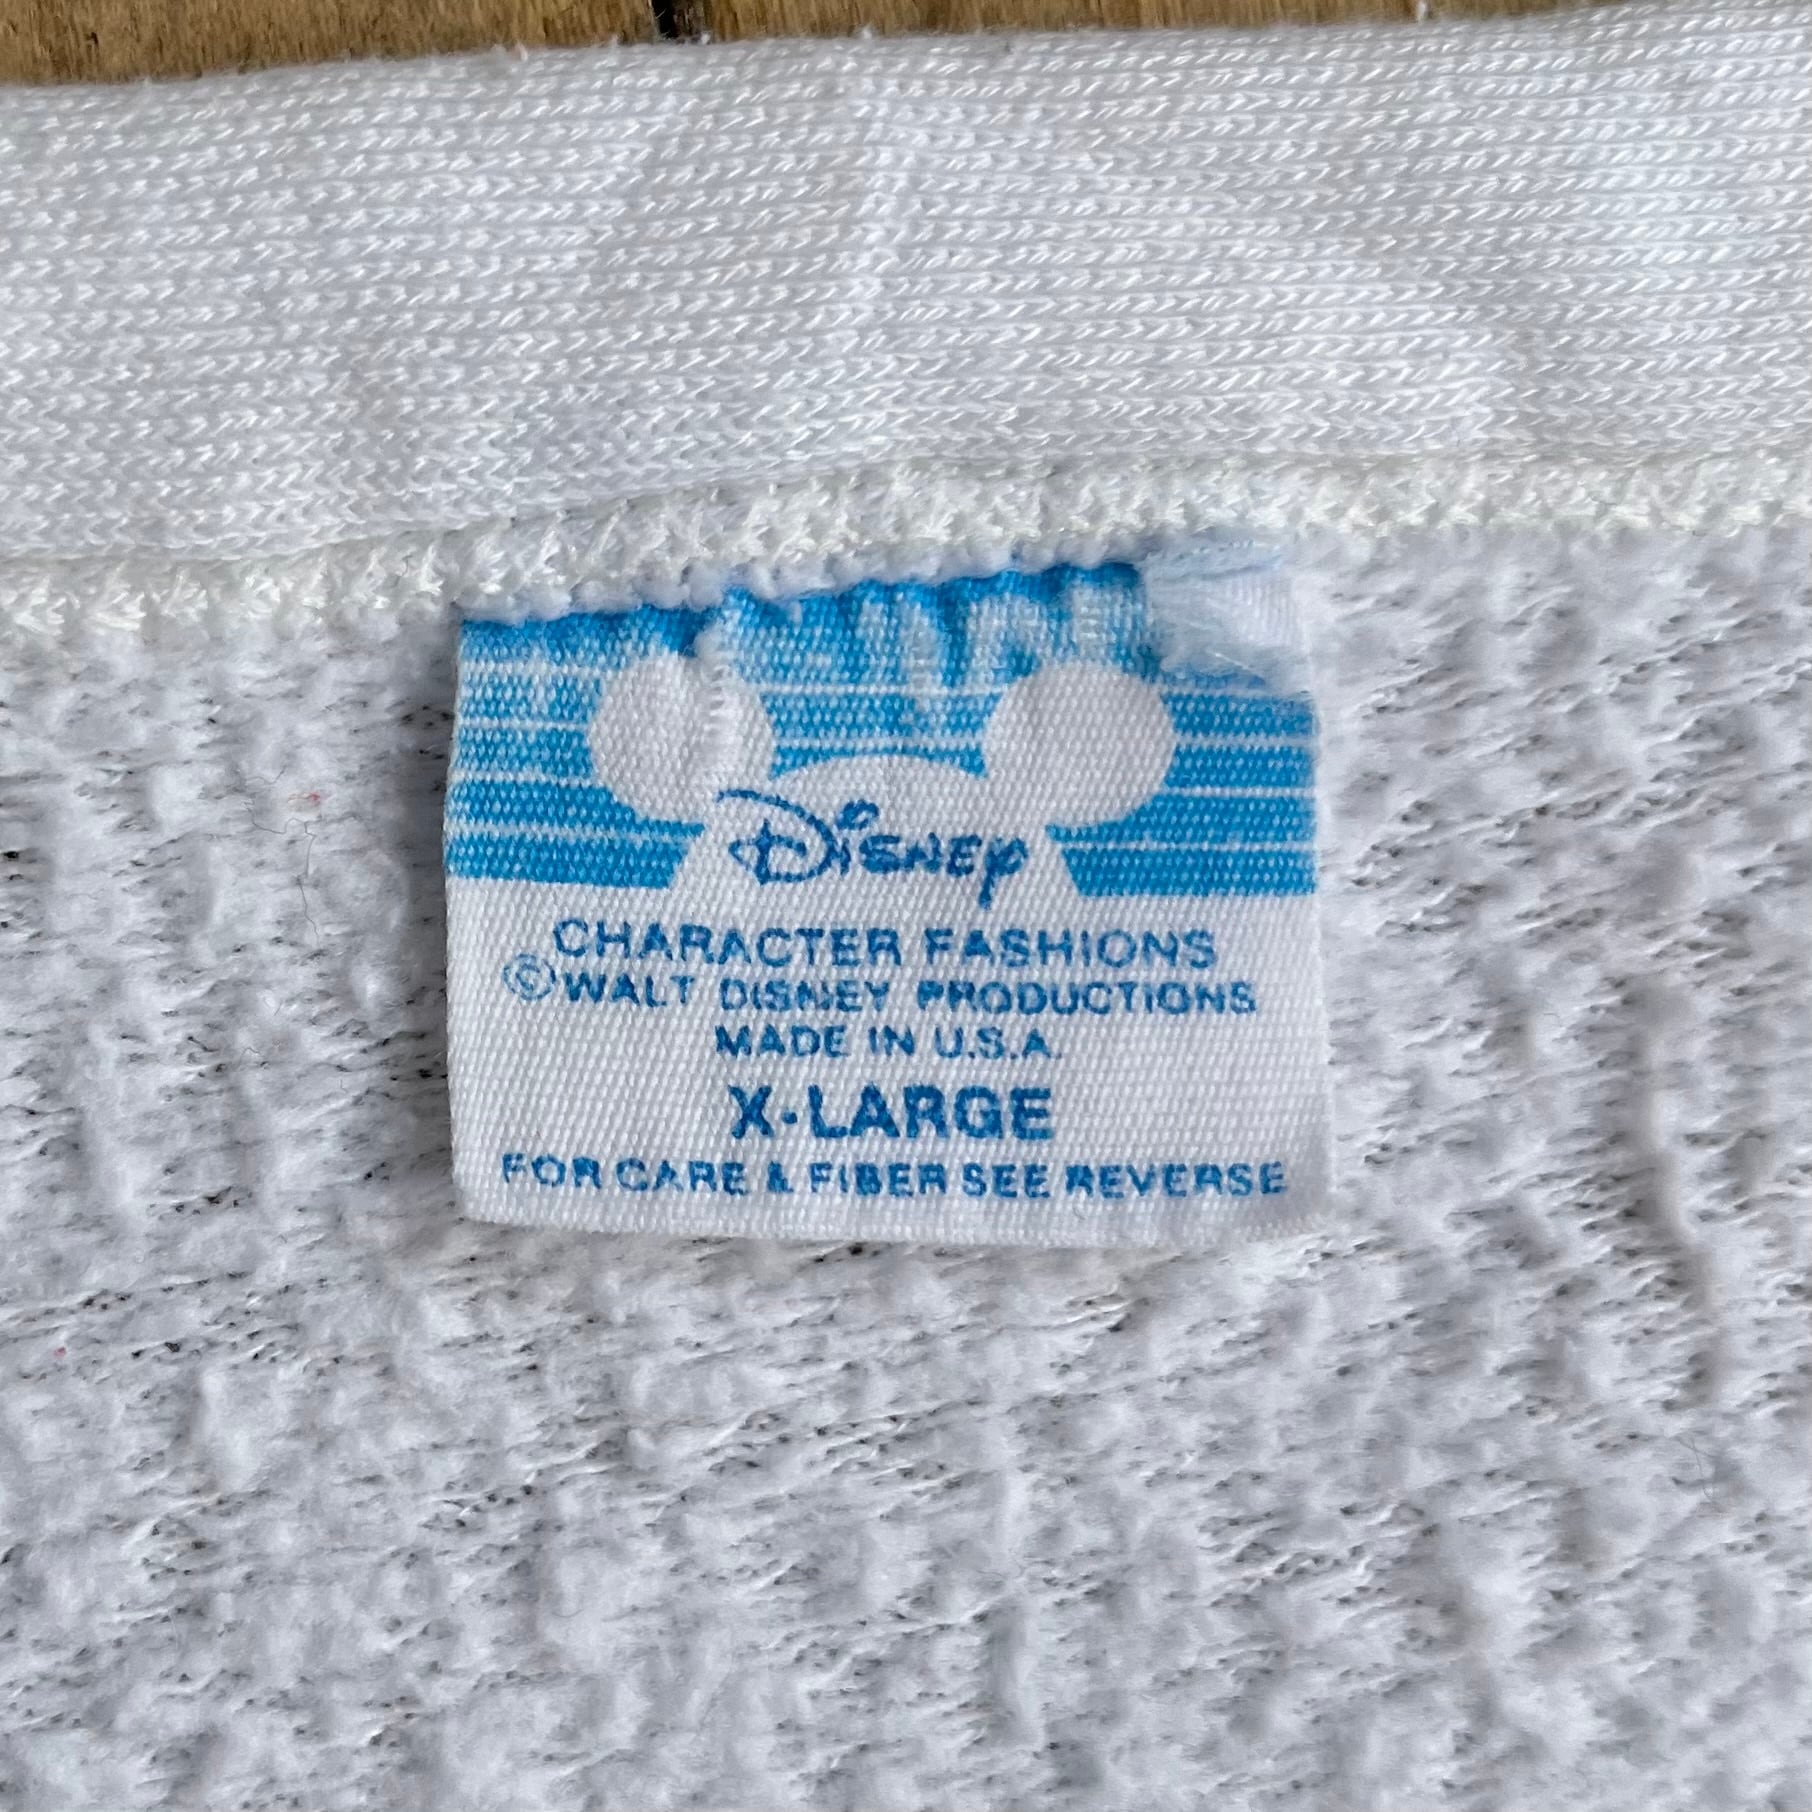 Disney
CHARACTER FASHIONS
©WALT DISNEY PRODUCTIONS
MADE IN U.S.A.
X-LARGE
FOR CARE & FIBER SEE REVERSE